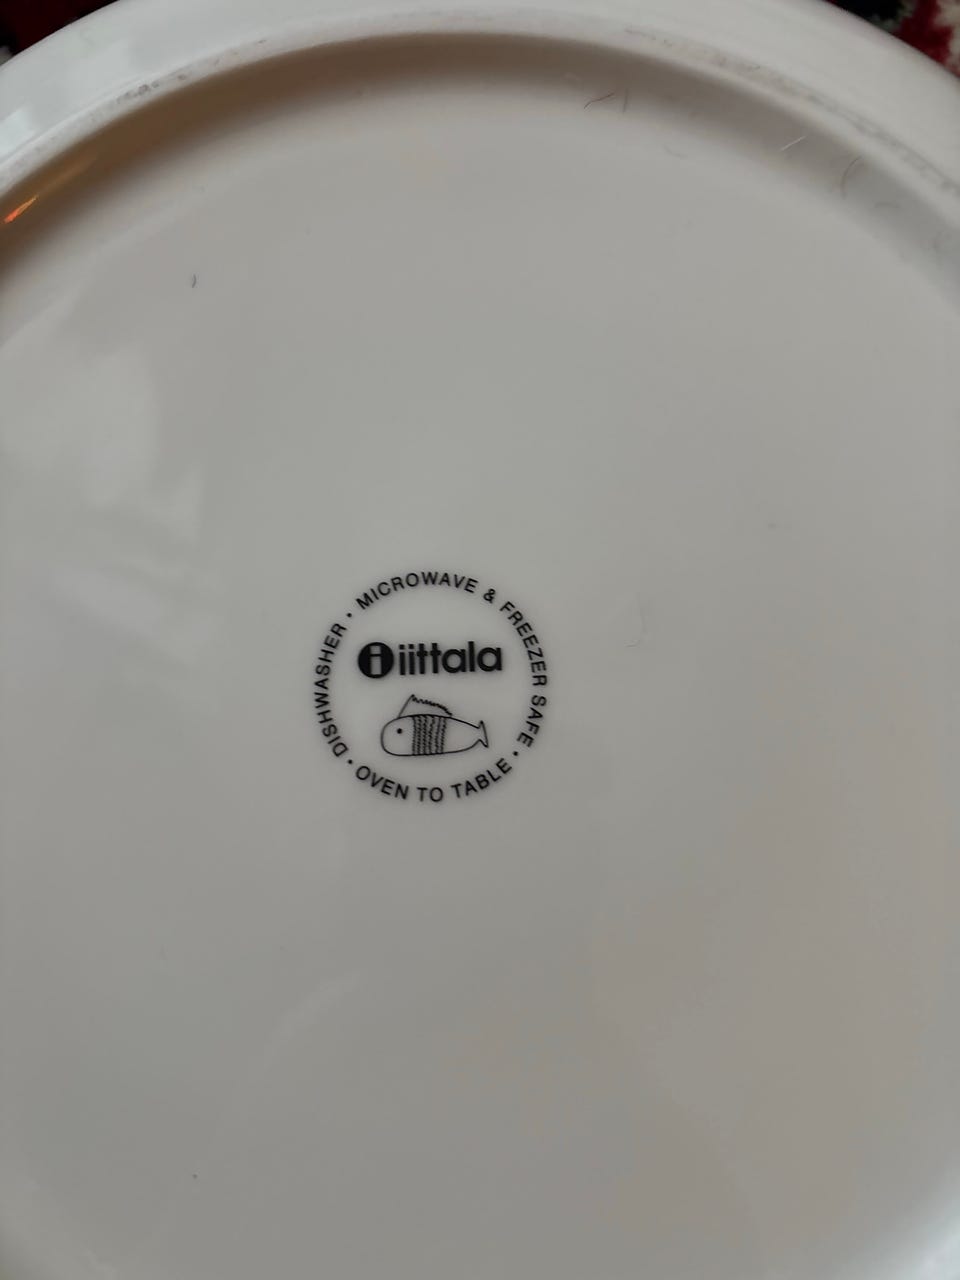 DISHWASHER • MICROWAVE & FREEZER SAFE • OVEN TO TABLE •
i iittala